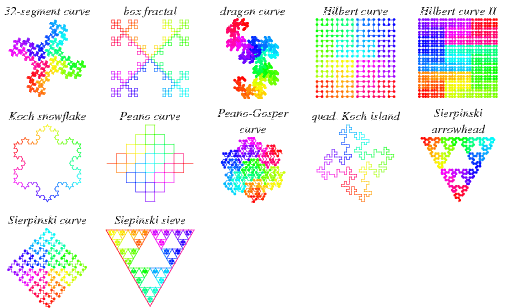 32-segment curve
box fractal
dragon curve
Hilbert curve
Hilbert curve II
Koch snowflake
Peano curve
Peano-Gosper
curve
quad. Koch island
Sierpinski
arrowhead
Sierpinski curve
Siepinski sieve